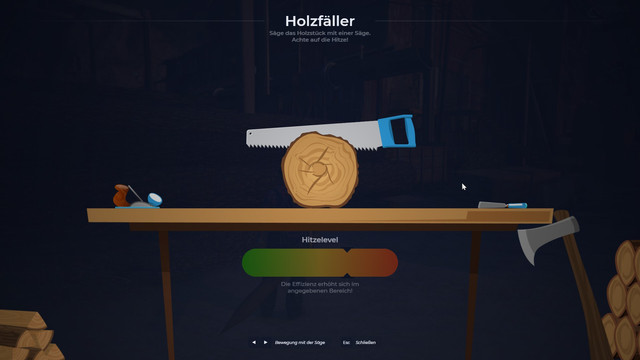 Holzfäller
Säge das Holzstück mit einer Säge.
Achte auf die Hitze!
Hitzelevel
Die Effizienz erhöht sich im
angegebenen Bereich!
◄ ► Bewegung mit der Säge Esc Schließen